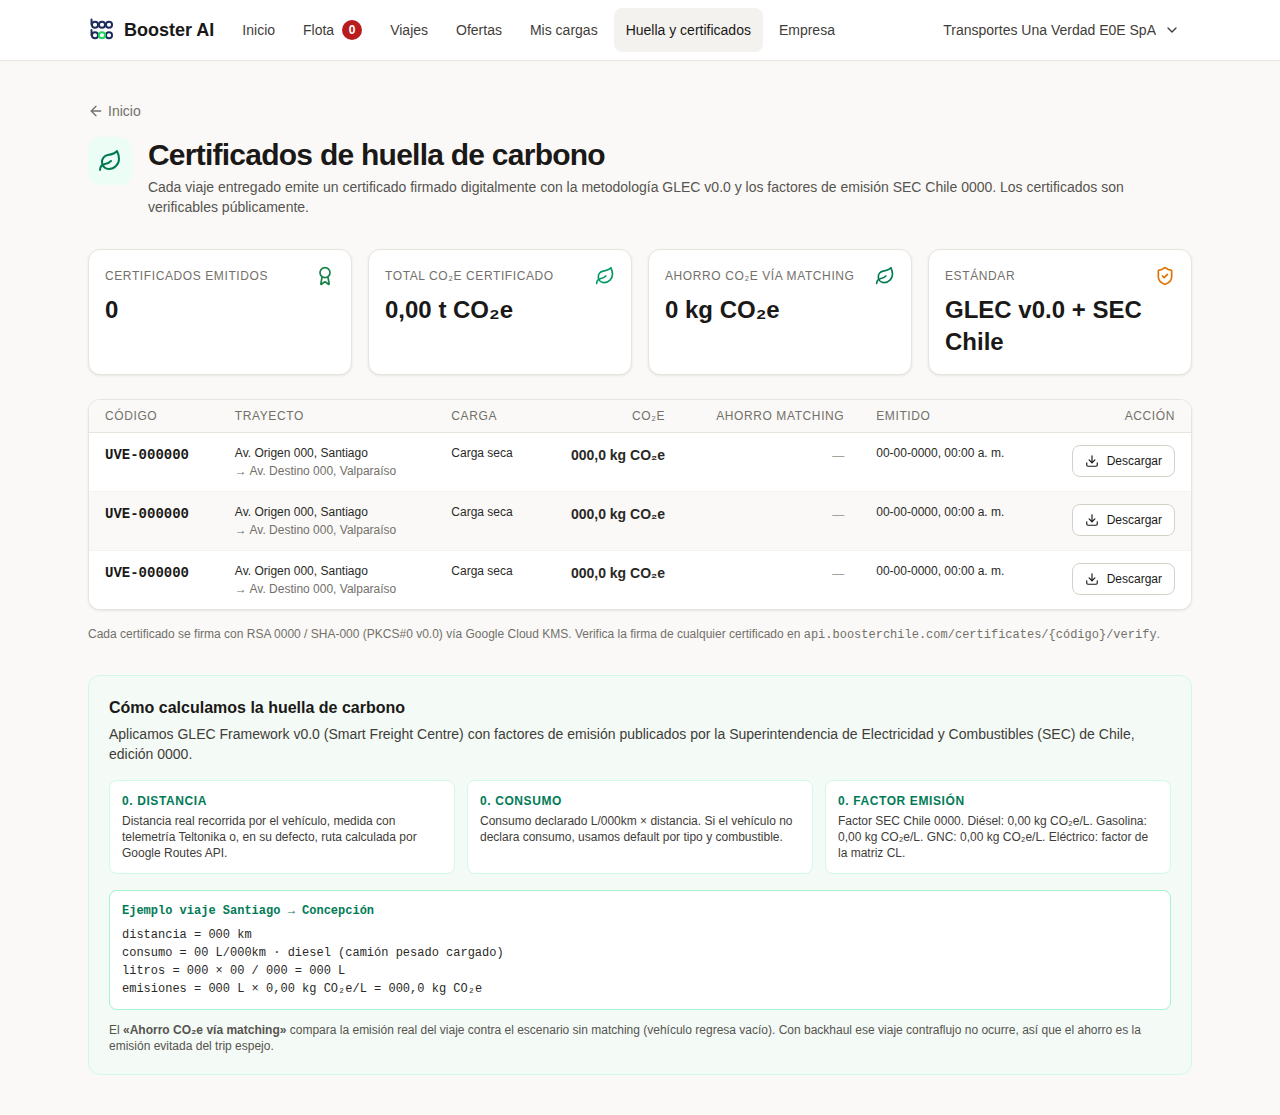 Booster AI
Inicio
Flota 0
Viajes
Ofertas
Mis cargas
Huella y certificados
Empresa
Transportes Una Verdad E0E SpA
← Inicio
Certificados de huella de carbono
Cada viaje entregado emite un certificado firmado digitalmente con la metodología GLEC v0.0 y los factores de emisión SEC Chile 0000. Los certificados son
verificables públicamente.
CERTIFICADOS EMITIDOS
0
TOTAL CO₂E CERTIFICADO
0,00 t CO₂e
AHORRO CO₂E VÍA MATCHING
0 kg CO₂e
ESTÁNDAR
GLEC v0.0 + SEC
Chile
CÓDIGO TRAYECTO CARGA CO₂E AHORRO MATCHING EMITIDO ACCIÓN
UVE-000000 Av. Origen 000, Santiago Carga seca 000,0 kg CO₂e — 00-00-0000, 00:00 a. m. Descargar
→ Av. Destino 000, Valparaíso
UVE-000000 Av. Origen 000, Santiago Carga seca 000,0 kg CO₂e — 00-00-0000, 00:00 a. m. Descargar
→ Av. Destino 000, Valparaíso
UVE-000000 Av. Origen 000, Santiago Carga seca 000,0 kg CO₂e — 00-00-0000, 00:00 a. m. Descargar
→ Av. Destino 000, Valparaíso
Cada certificado se firma con RSA 0000 / SHA-000 (PKCS#0 v0.0) vía Google Cloud KMS. Verifica la firma de cualquier certificado en api.boosterchile.com/certificates/{código}/verify.
Cómo calculamos la huella de carbono
Aplicamos GLEC Framework v0.0 (Smart Freight Centre) con factores de emisión publicados por la Superintendencia de Electricidad y Combustibles (SEC) de Chile,
edición 0000.
0. DISTANCIA
Distancia real recorrida por el vehículo, medida con
telemetría Teltonika o, en su defecto, ruta calculada por
Google Routes API.
0. CONSUMO
Consumo declarado L/000km × distancia. Si el vehículo no
declara consumo, usamos default por tipo y combustible.
0. FACTOR EMISIÓN
Factor SEC Chile 0000. Diésel: 0,00 kg CO₂e/L. Gasolina:
0,00 kg CO₂e/L. GNC: 0,00 kg CO₂e/L. Eléctrico: factor de
la matriz CL.
Ejemplo viaje Santiago → Concepción
distancia = 000 km
consumo = 00 L/000km · diesel (camión pesado cargado)
litros = 000 × 00 / 000 = 000 L
emisiones = 000 L × 0,00 kg CO₂e/L = 000,0 kg CO₂e
El «Ahorro CO₂e vía matching» compara la emisión real del viaje contra el escenario sin matching (vehículo regresa vacío). Con backhaul ese viaje contraflujo no ocurre, así que el ahorro es la
emisión evitada del trip espejo.